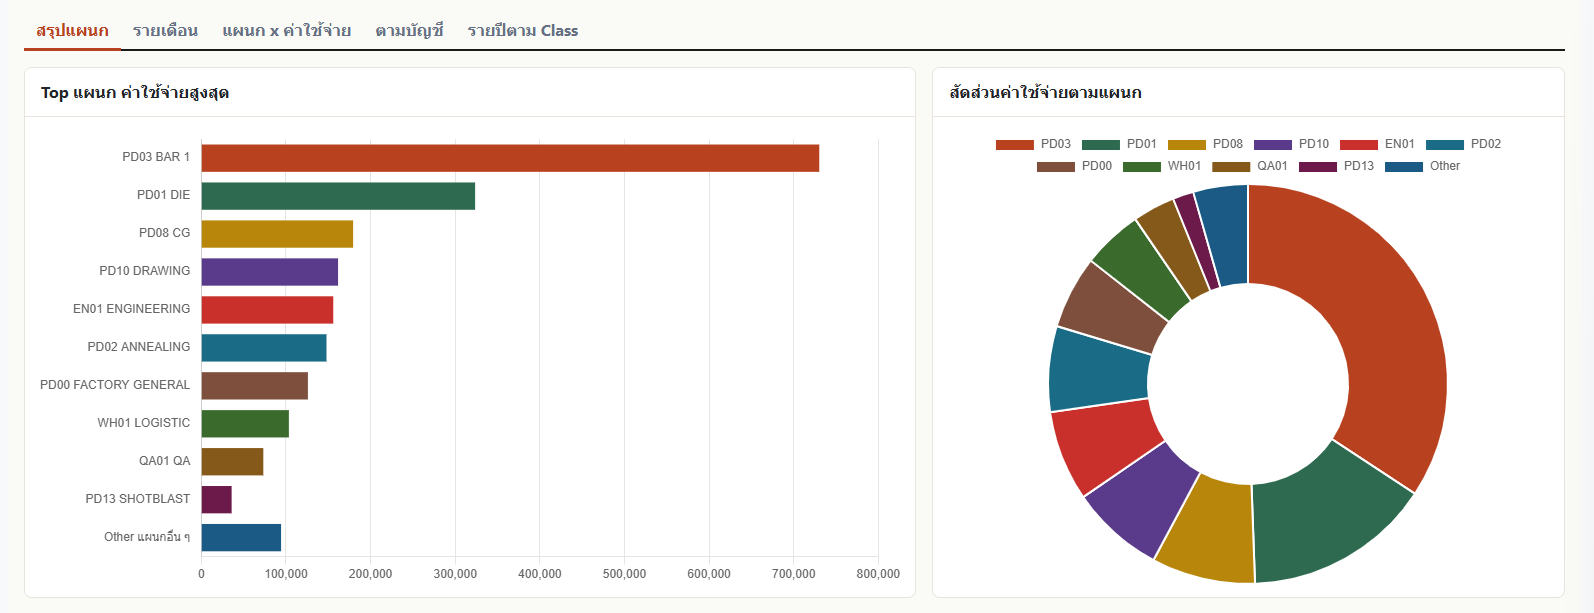 สรุปแผนก รายเดือน แผนก x ค่าใช้จ่าย ตามบัญชี รายปีตาม Class
Top แผนก ค่าใช้จ่ายสูงสุด
PD03 BAR 1
PD01 DIE
PD08 CG
PD10 DRAWING
EN01 ENGINEERING
PD02 ANNEALING
PD00 FACTORY GENERAL
WH01 LOGISTIC
QA01 QA
PD13 SHOTBLAST
Other แผนกอื่น ๆ
0 100,000 200,000 300,000 400,000 500,000 600,000 700,000 800,000
สัดส่วนค่าใช้จ่ายตามแผนก
PD03 PD01 PD08 PD10 EN01 PD02
PD00 WH01 QA01 PD13 Other